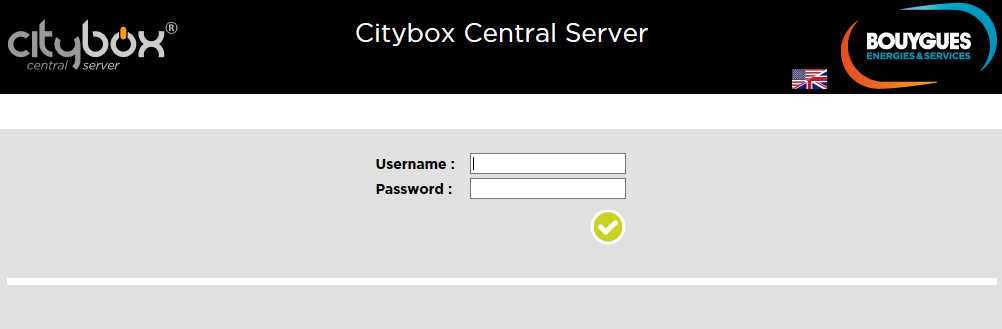 citybox®
central server
Citybox Central Server
BOUYGUES
ENERGIES & SERVICES
Username :
Password :